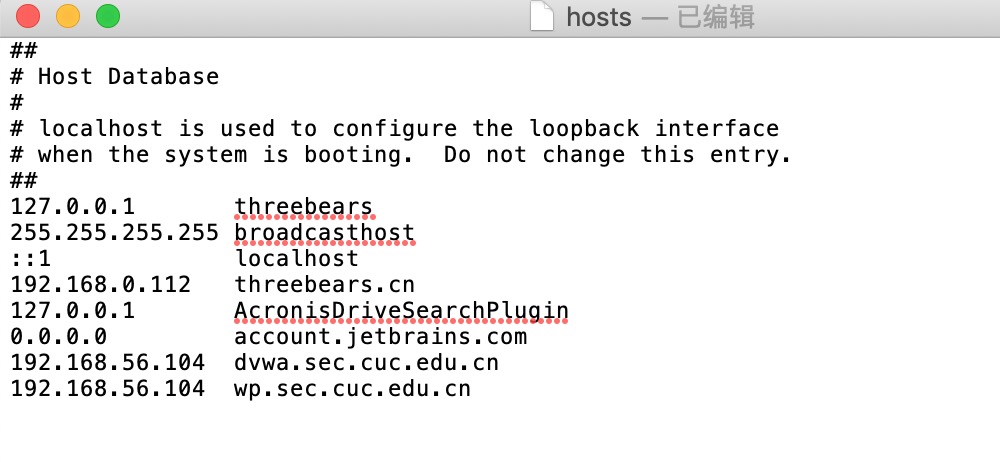 hosts — 已编辑
##
# Host Database
#
# localhost is used to configure the loopback interface
# when the system is booting.  Do not change this entry.
##
127.0.0.1       threebears
255.255.255.255 broadcasthost
::1             localhost
192.168.0.112   threebears.cn
127.0.0.1       AcronisDriveSearchPlugin
0.0.0.0         account.jetbrains.com
192.168.56.104  dvwa.sec.cuc.edu.cn
192.168.56.104  wp.sec.cuc.edu.cn